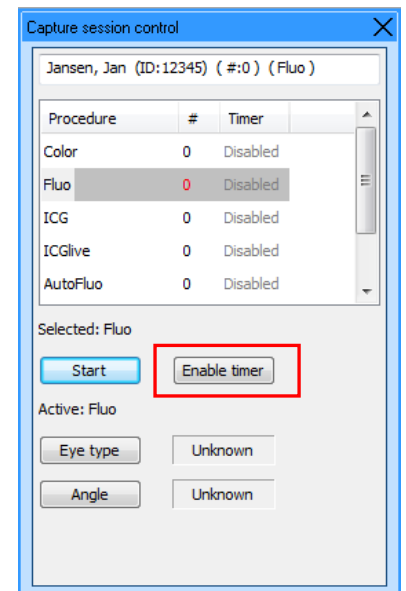 Capture session control
Jansen, Jan (ID:12345) ( #:0 ) ( Fluo )
Procedure # Timer
Color 0 Disabled
Fluo 0 Disabled
ICG 0 Disabled
ICGlive 0 Disabled
AutoFluo 0 Disabled
Selected: Fluo
Start Enable timer
Active: Fluo
Eye type Unknown
Angle Unknown